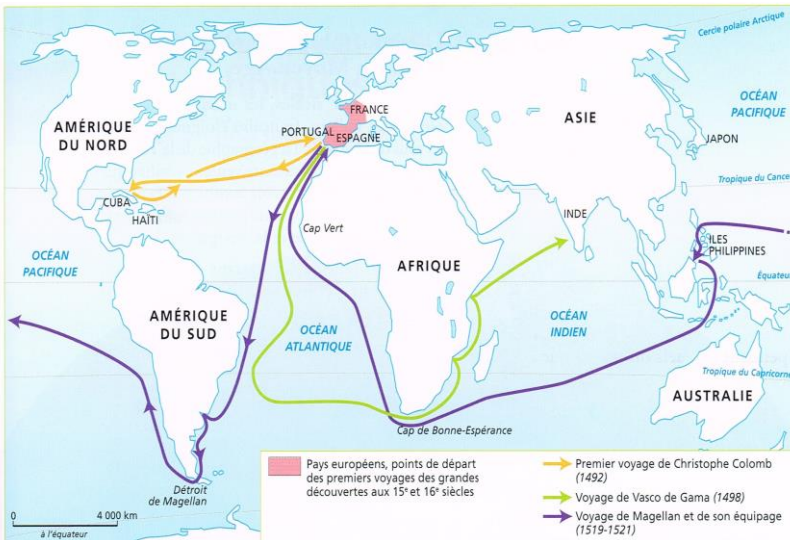 Cercle polaire Arctique
FRANCE
AMÉRIQUE
DU NORD
ASIE
OCÉAN
PACIFIQUE
PORTUGAL
ESPAGNE
JAPON
Tropique du Cancer
CUBA
HAÏTI
Cap Vert
INDE
ILES
PHILIPPINES
OCÉAN
PACIFIQUE
AFRIQUE
Équateur
AMÉRIQUE
DU SUD
OCÉAN
ATLANTIQUE
OCÉAN
INDIEN
Tropique du Capricorne
AUSTRALIE
Cap de Bonne-Espérance
Détroit
de Magellan
0 4 000 km
à l'équateur
Pays européens, points de départ
des premiers voyages des grandes
découvertes aux 15e et 16e siècles
Premier voyage de Christophe Colomb
(1492)
Voyage de Vasco de Gama (1498)
Voyage de Magellan et de son équipage
(1519-1521)